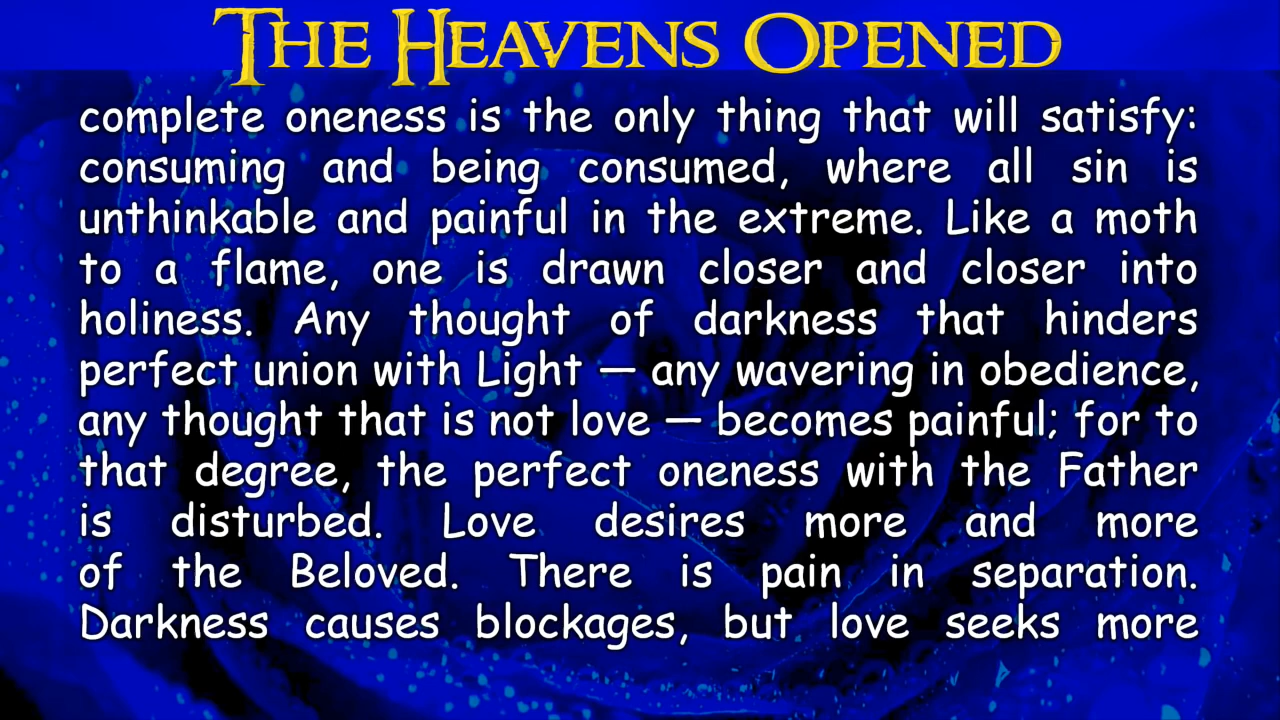 The Heavens Opened
complete oneness is the only thing that will satisfy:
consuming and being consumed, where all sin is
unthinkable and painful in the extreme. Like a moth
to a flame, one is drawn closer and closer into
holiness. Any thought of darkness that hinders
perfect union with Light — any wavering in obedience,
any thought that is not love — becomes painful; for to
that degree, the perfect oneness with the Father
is disturbed. Love desires more and more
of the Beloved. There is pain in separation.
Darkness causes blockages, but love seeks more